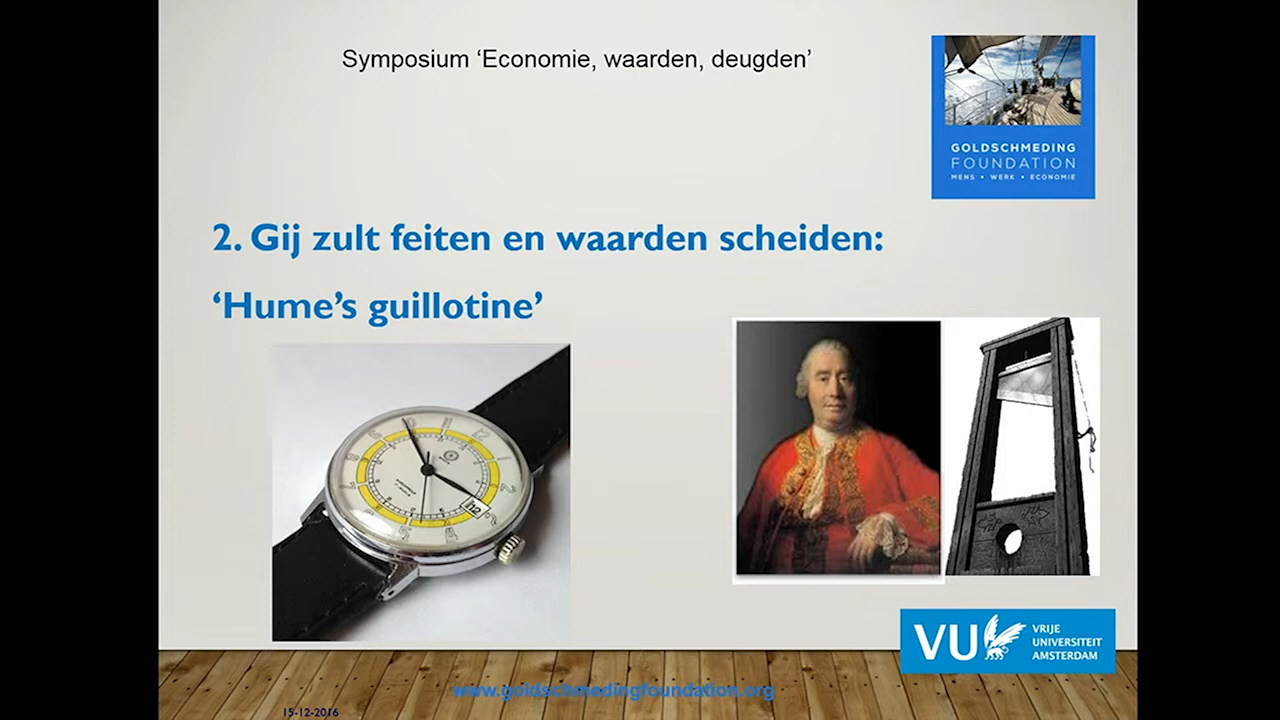 Symposium ‘Economie, waarden, deugden’
GOLDSCHMEDING
FOUNDATION
MENS • WERK • ECONOMIE
2. Gij zult feiten en waarden scheiden:
‘Hume’s guillotine’
VU
VRIJE
UNIVERSITEIT
AMSTERDAM
www.goldschmedingfoundation.org
15-12-2016